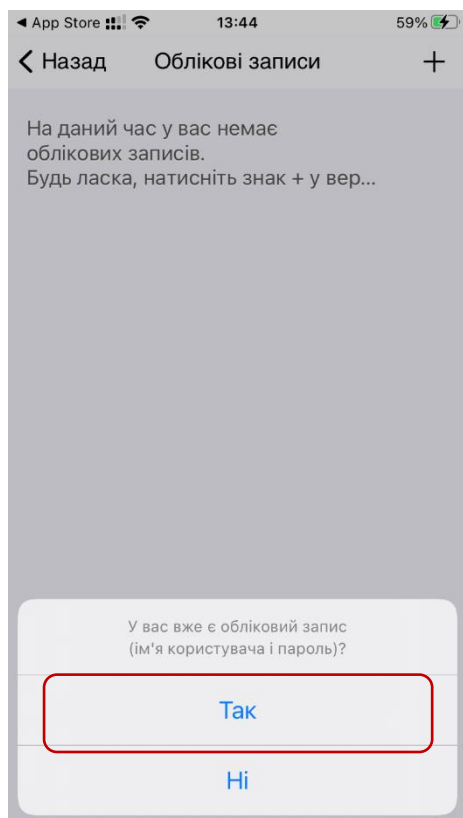 App Store 13:44 59%
Назад Облікові записи +
На даний час у вас немає
облікових записів.
Будь ласка, натисніть знак + у вер...
У вас вже є обліковий запис
(ім'я користувача і пароль)?
Так
Ні